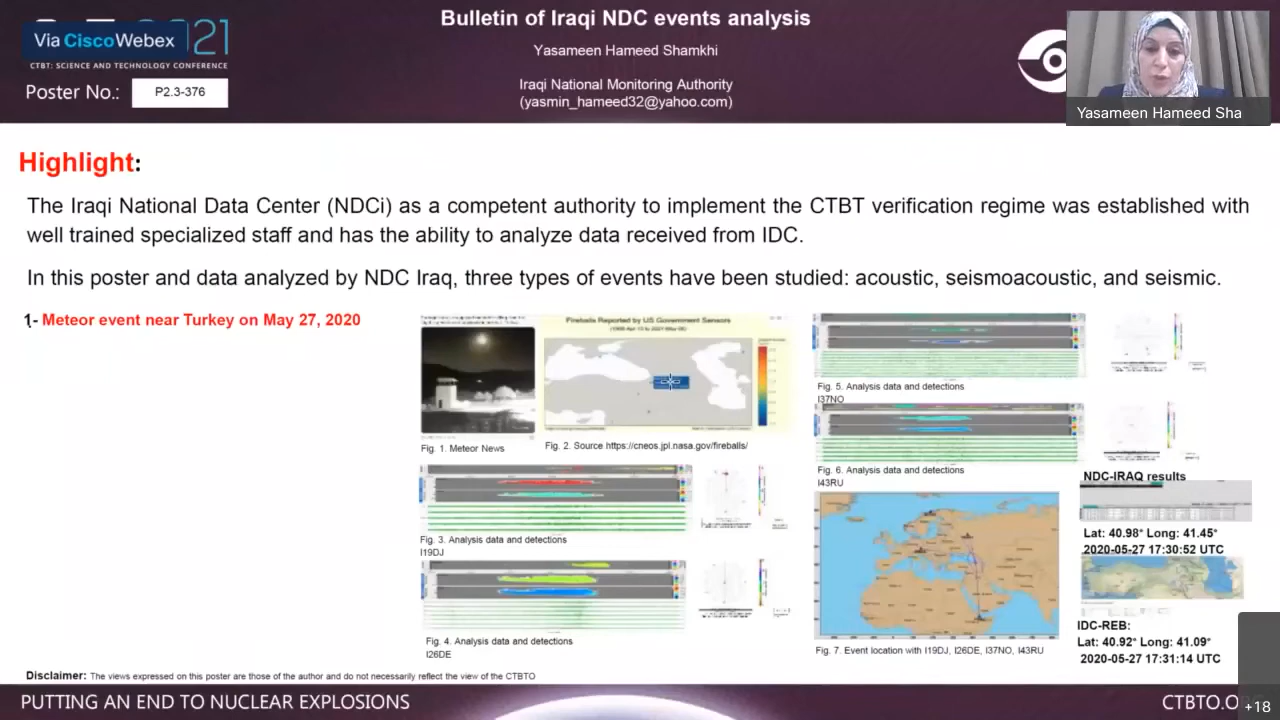 Via CiscoWebex
21
CTBT: SCIENCE AND TECHNOLOGY CONFERENCE
Poster No.: P2.3-376
Bulletin of Iraqi NDC events analysis
Yasameen Hameed Shamkhi
Iraqi National Monitoring Authority
(yasmin_hameed32@yahoo.com)
Yasameen Hameed Sha
Highlight:
The Iraqi National Data Center (NDCi) as a competent authority to implement the CTBT verification regime was established with
well trained specialized staff and has the ability to analyze data received from IDC.
In this poster and data analyzed by NDC Iraq, three types of events have been studied: acoustic, seismoacoustic, and seismic.
1- Meteor event near Turkey on May 27, 2020
Fireballs Reported by US Government Sensors
Fig. 1. Meteor News
Fig. 2. Source https://cneos.jpl.nasa.gov/fireballs/
Fig. 3. Analysis data and detections
I19DJ
Fig. 4. Analysis data and detections
I26DE
Fig. 5. Analysis data and detections
I37NO
Fig. 6. Analysis data and detections
I43RU
Fig. 7. Event location with I19DJ, I26DE, I37NO, I43RU
NDC-IRAQ results
Lat: 40.98° Long: 41.45°
2020-05-27 17:30:52 UTC
IDC-REB:
Lat: 40.92° Long: 41.09°
2020-05-27 17:31:14 UTC
Disclaimer: The views expressed on this poster are those of the author and do not necessarily reflect the view of the CTBTO
PUTTING AN END TO NUCLEAR EXPLOSIONS
CTBTO.O
+18